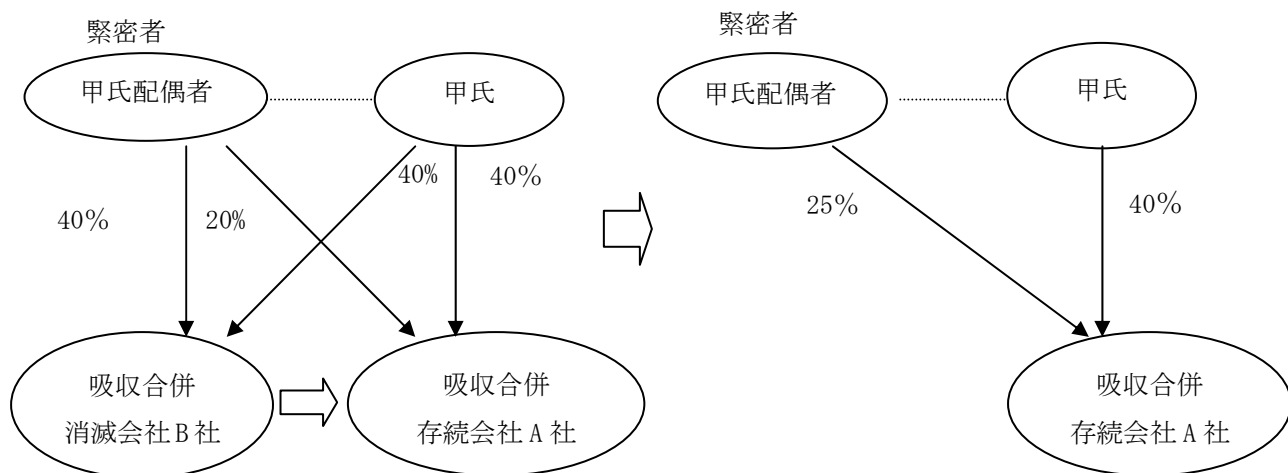 緊密者
甲氏配偶者
甲氏
40%
20%
40%
40%
吸収合併
消滅会社B社
吸収合併
存続会社A社
緊密者
甲氏配偶者
甲氏
25%
40%
吸収合併
存続会社A社